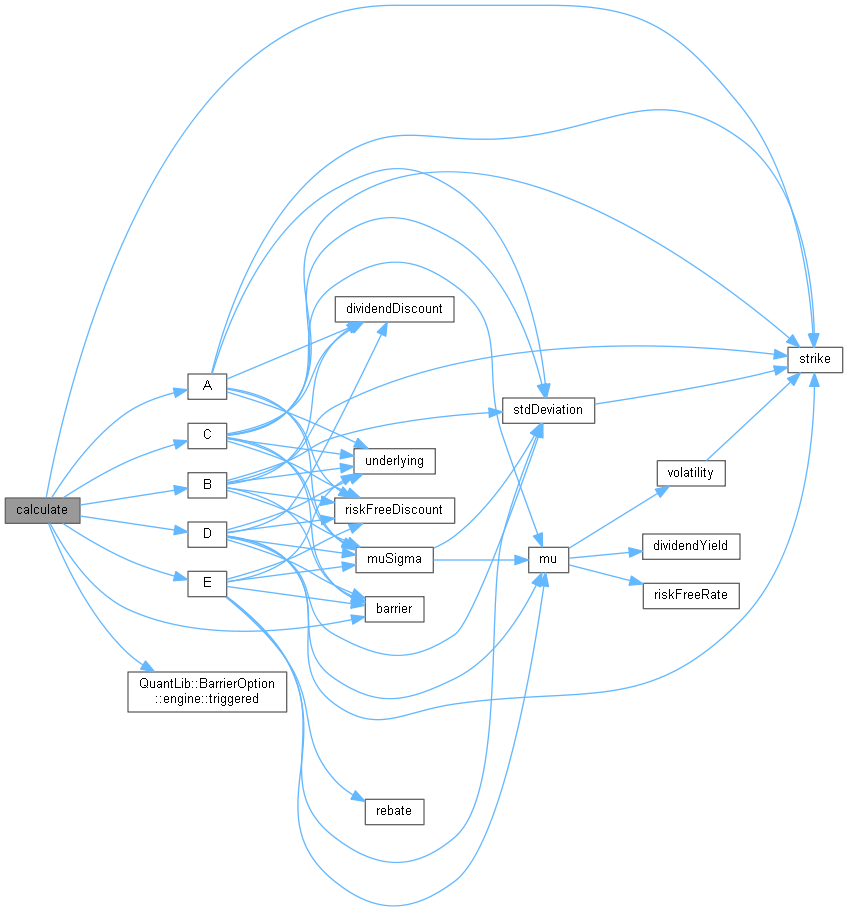 calculate
A
C
B
D
E
QuantLib::BarrierOption
::engine::triggered
dividendDiscount
underlying
riskFreeDiscount
muSigma
barrier
rebate
stdDeviation
mu
volatility
dividendYield
riskFreeRate
strike